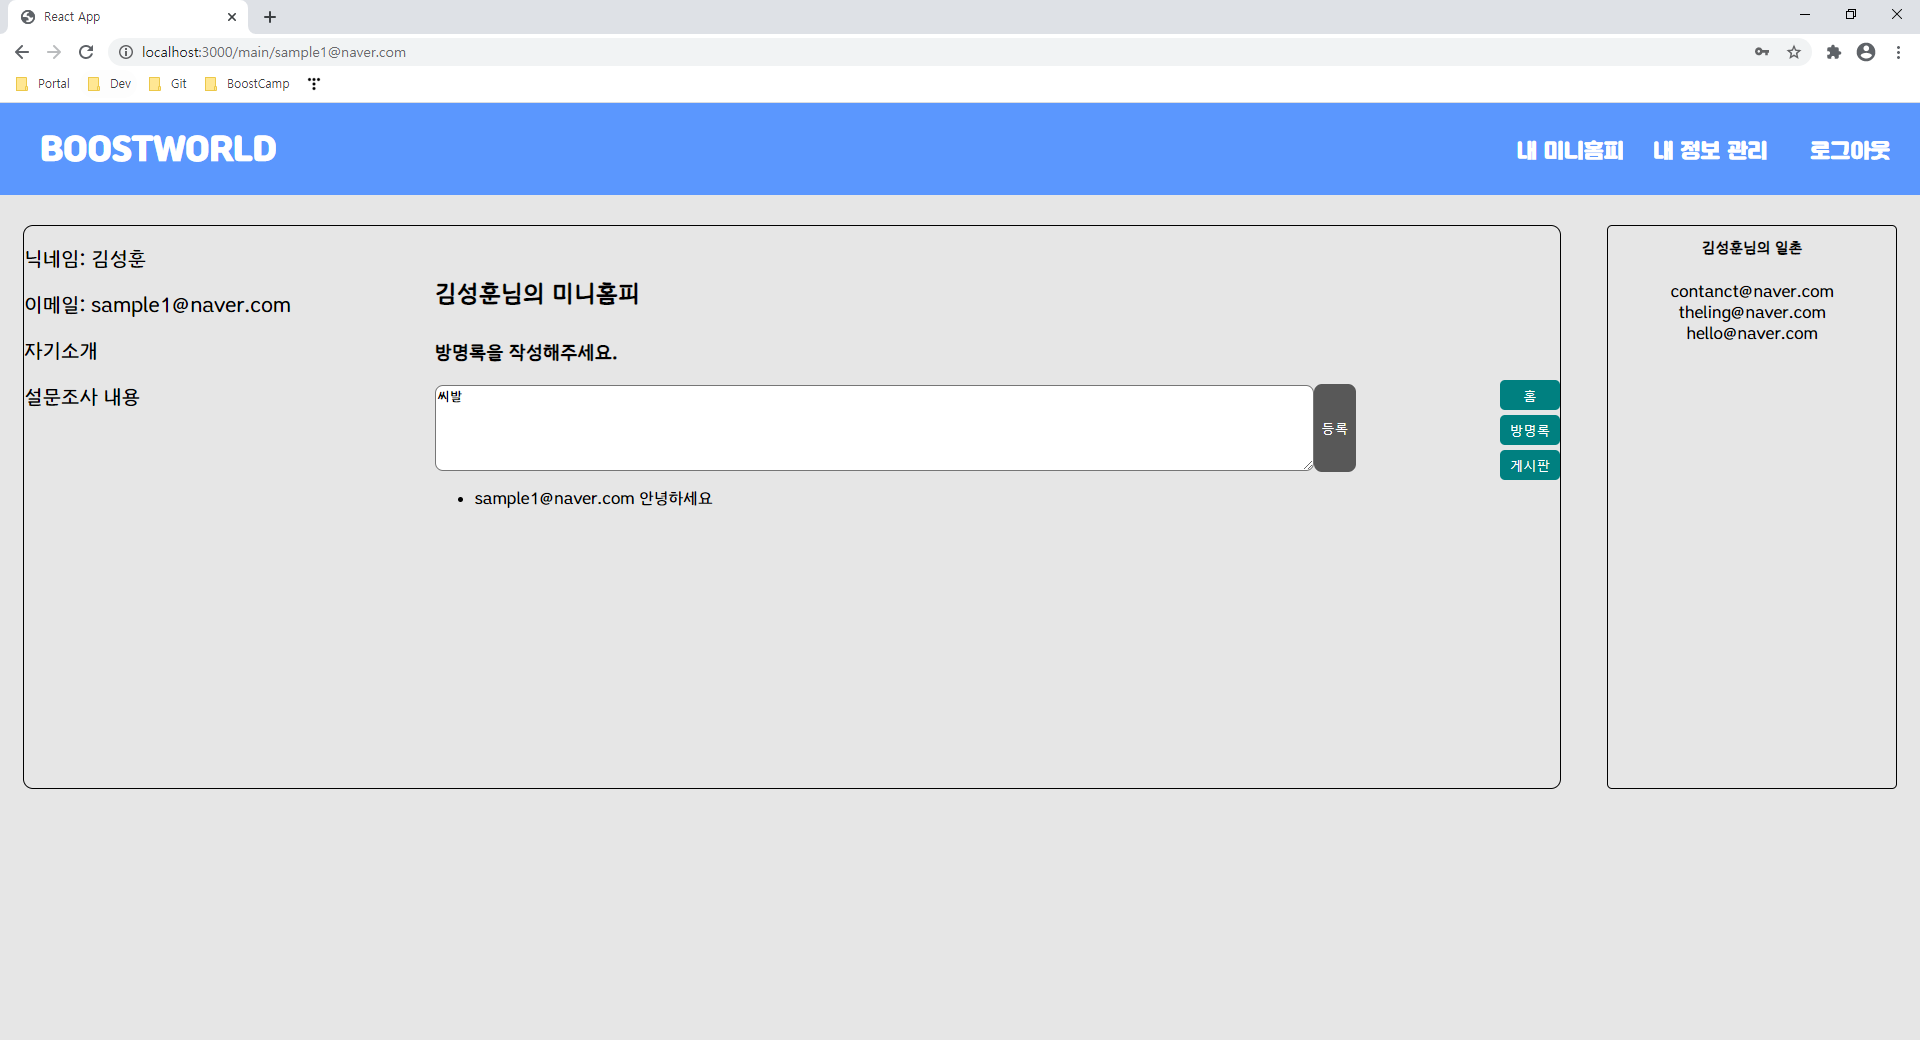 React App
localhost:3000/main/sample1@naver.com
Portal Dev Git BoostCamp
BOOSTWORLD
내 미니홈피 내 정보 관리 로그아웃
닉네임: 김성훈
이메일: sample1@naver.com
자기소개
설문조사 내용
김성훈님의 미니홈피
방명록을 작성해주세요.
씨발
등록
sample1@naver.com 안녕하세요
홈
방명록
게시판
김성훈님의 일촌
contanct@naver.com
theling@naver.com
hello@naver.com